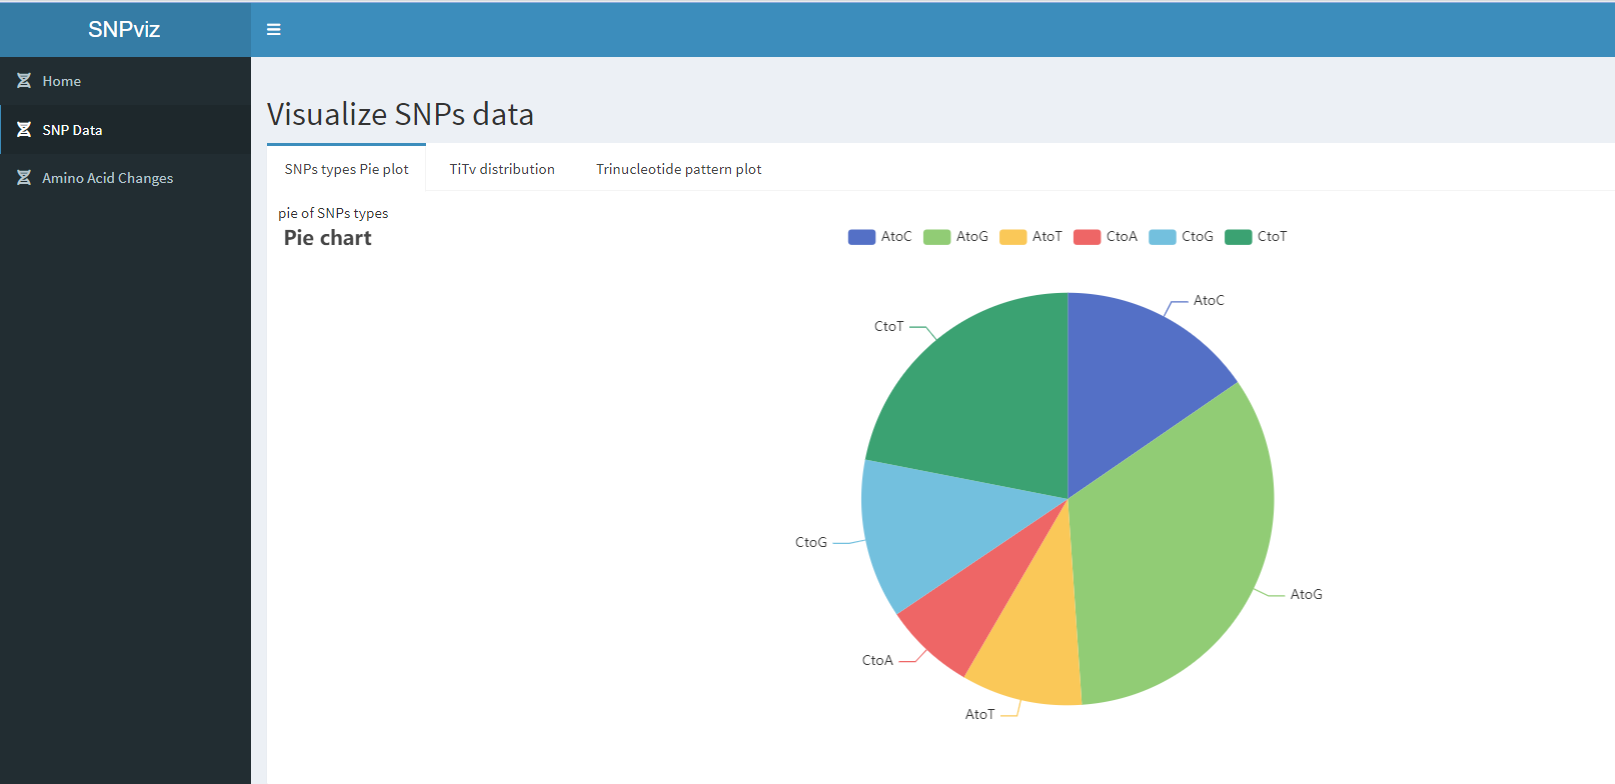 SNPviz
Home
SNP Data
Amino Acid Changes
Visualize SNPs data
SNPs types Pie plot TiTv distribution Trinucleotide pattern plot
pie of SNPs types
Pie chart
AtoC AtoG AtoT CtoA CtoG CtoT
AtoC
CtoT
CtoG
AtoG
CtoA
AtoT